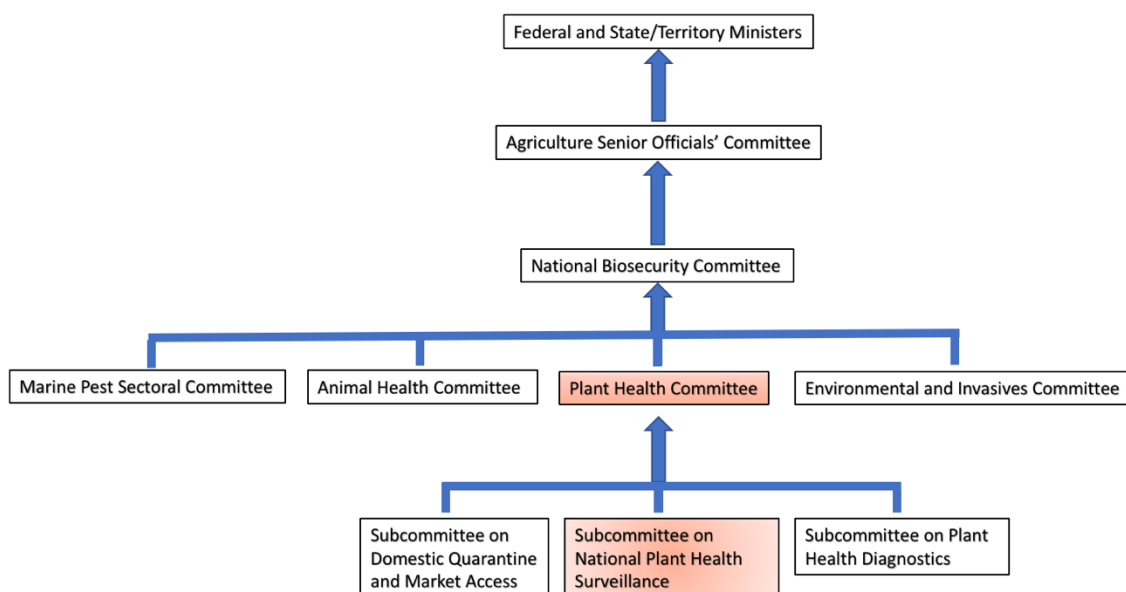 Federal and State/Territory Ministers
Agriculture Senior Officials’ Committee
National Biosecurity Committee
Marine Pest Sectoral Committee
Animal Health Committee
Plant Health Committee
Environmental and Invasives Committee
Subcommittee on
Domestic Quarantine
and Market Access
Subcommittee on
National Plant Health
Surveillance
Subcommittee on Plant
Health Diagnostics